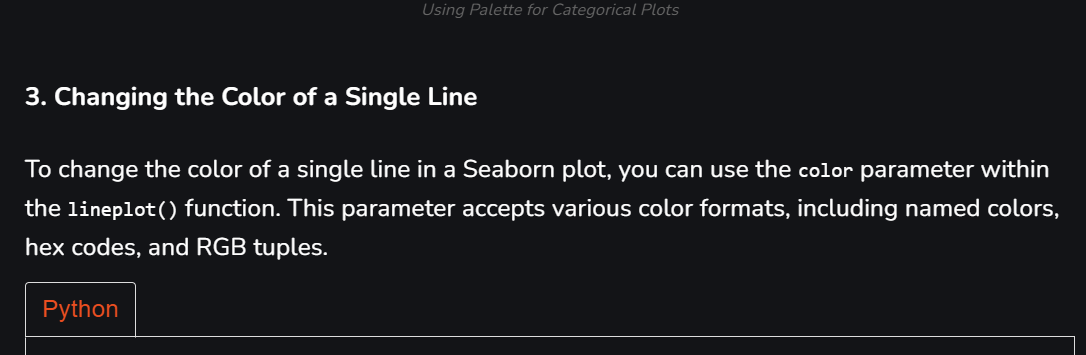 Using Palette for Categorical Plots
3. Changing the Color of a Single Line
To change the color of a single line in a Seaborn plot, you can use the color parameter within
the lineplot() function. This parameter accepts various color formats, including named colors,
hex codes, and RGB tuples.
Python